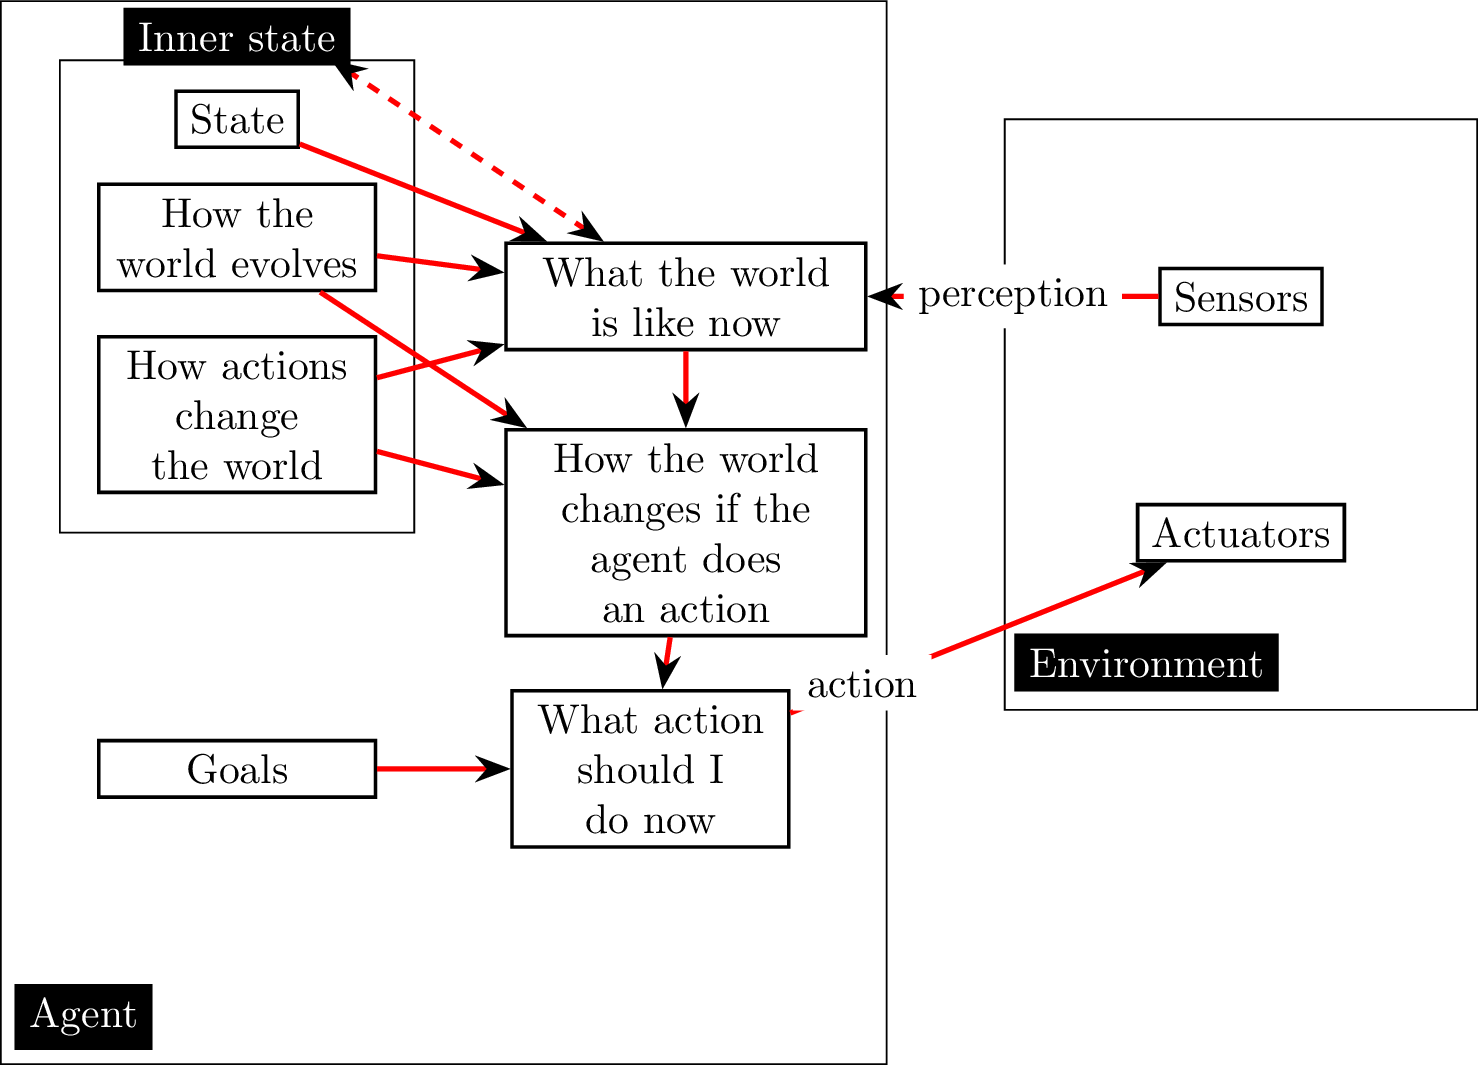 Inner state
State
How the
world evolves
How actions
change
the world
What the world
is like now
perception
Sensors
How the world
changes if the
agent does
an action
Actuators
Environment
action
What action
should I
do now
Goals
Agent